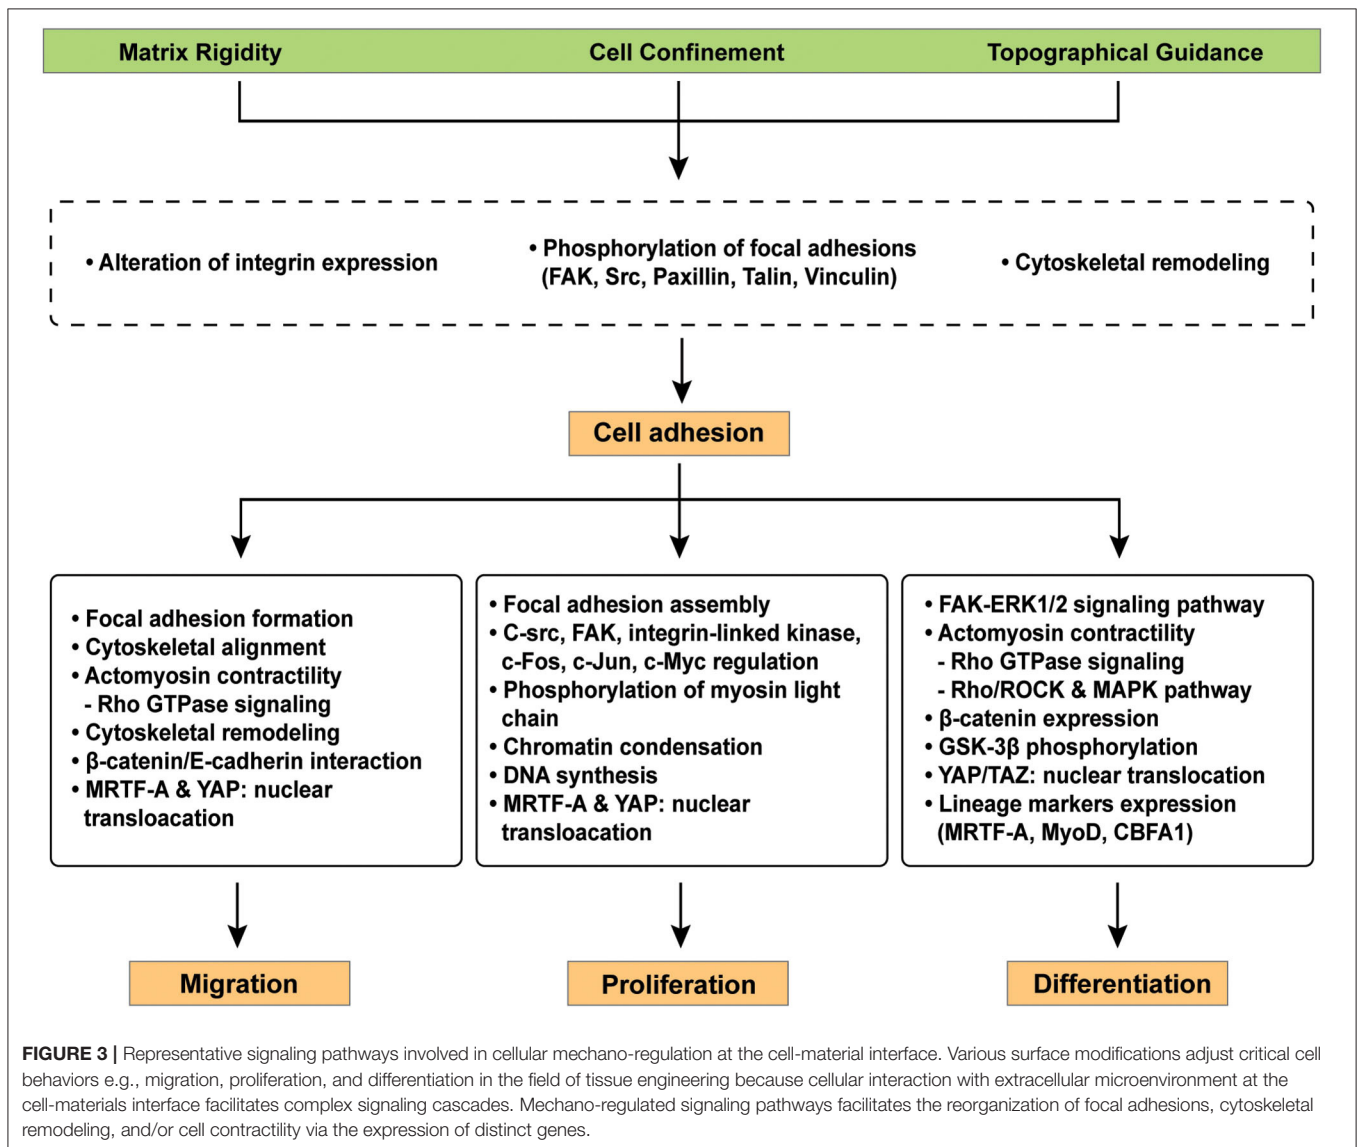 Matrix Rigidity Cell Confinement Topographical Guidance
• Alteration of integrin expression
• Phosphorylation of focal adhesions
(FAK, Src, Paxillin, Talin, Vinculin)
• Cytoskeletal remodeling
Cell adhesion
• Focal adhesion formation
• Cytoskeletal alignment
• Actomyosin contractility
- Rho GTPase signaling
• Cytoskeletal remodeling
• β-catenin/E-cadherin interaction
• MRTF-A & YAP: nuclear
transloacation
• Focal adhesion assembly
• C-src, FAK, integrin-linked kinase,
c-Fos, c-Jun, c-Myc regulation
• Phosphorylation of myosin light
chain
• Chromatin condensation
• DNA synthesis
• MRTF-A & YAP: nuclear
transloacation
• FAK-ERK1/2 signaling pathway
• Actomyosin contractility
- Rho GTPase signaling
- Rho/ROCK & MAPK pathway
• β-catenin expression
• GSK-3β phosphorylation
• YAP/TAZ: nuclear translocation
• Lineage markers expression
(MRTF-A, MyoD, CBFA1)
Migration
Proliferation
Differentiation
FIGURE 3 | Representative signaling pathways involved in cellular mechano-regulation at the cell-material interface. Various surface modifications adjust critical cell
behaviors e.g., migration, proliferation, and differentiation in the field of tissue engineering because cellular interaction with extracellular microenvironment at the
cell-materials interface facilitates complex signaling cascades. Mechano-regulated signaling pathways facilitates the reorganization of focal adhesions, cytoskeletal
remodeling, and/or cell contractility via the expression of distinct genes.